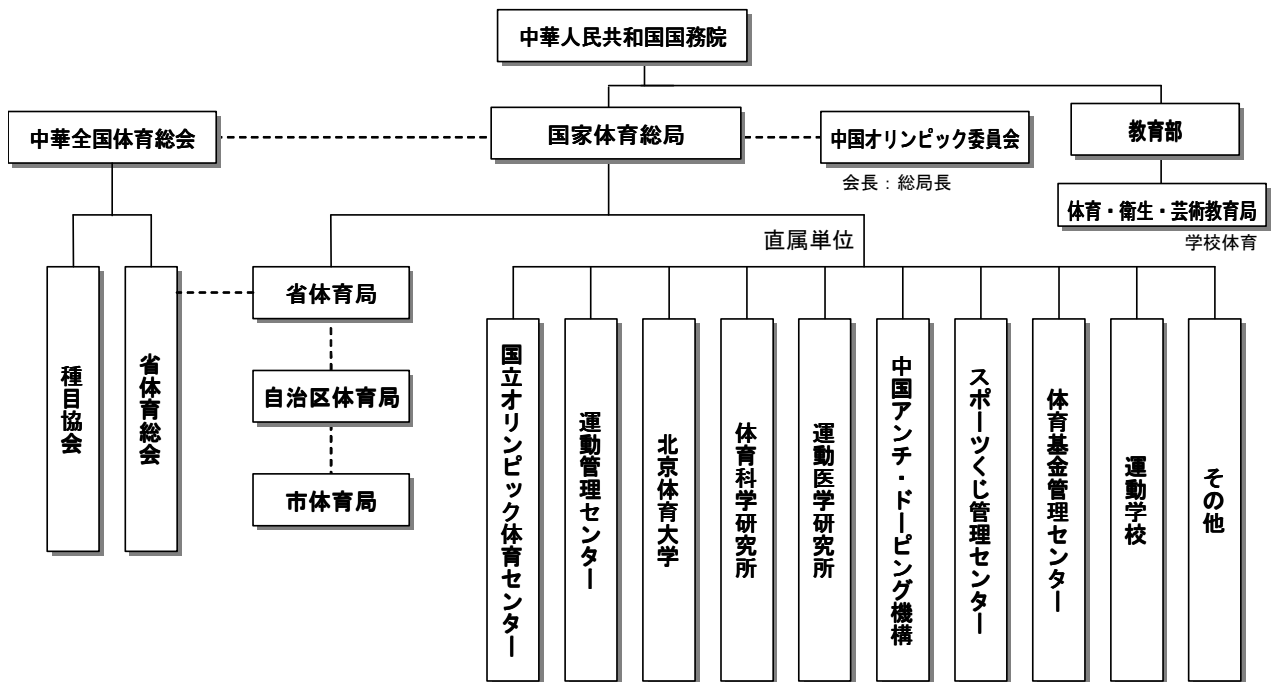 中華人民共和国国務院
中華全国体育総会
国家体育総局
中国オリンピック委員会
教育部
会長：総局長
体育・衛生・芸術教育局
学校体育
直属単位
種目協会
省体育総会
省体育局
自治区体育局
市体育局
国立オリンピック体育センター
運動管理センター
北京体育大学
体育科学研究所
運動医学研究所
中国アンチ・ドーピング機構
スポーツくじ管理センター
体育基金管理センター
運動学校
その他